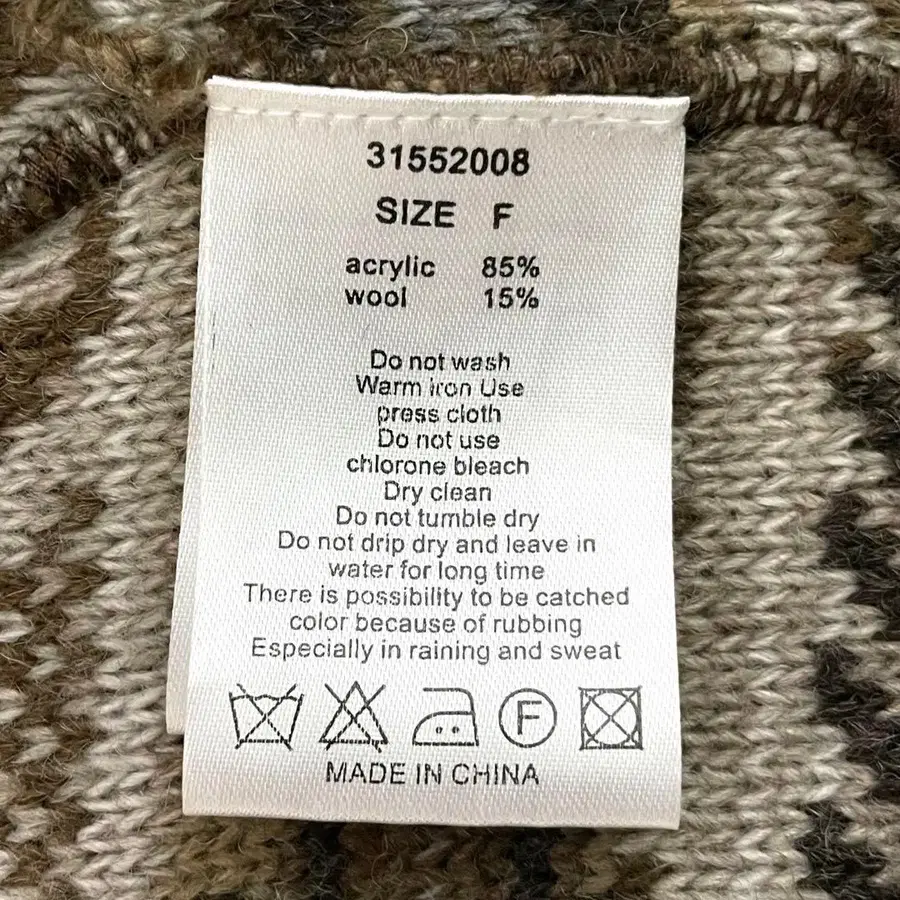 31552008
SIZE F
acrylic 85%
wool 15%
Do not wash
Warm iron Use
press cloth
Do not use
chlorone bleach
Dry clean
Do not tumble dry
Do not drip dry and leave in
water for long time
There is possibility to be catched
color because of rubbing
Especially in raining and sweat
F
MADE IN CHINA